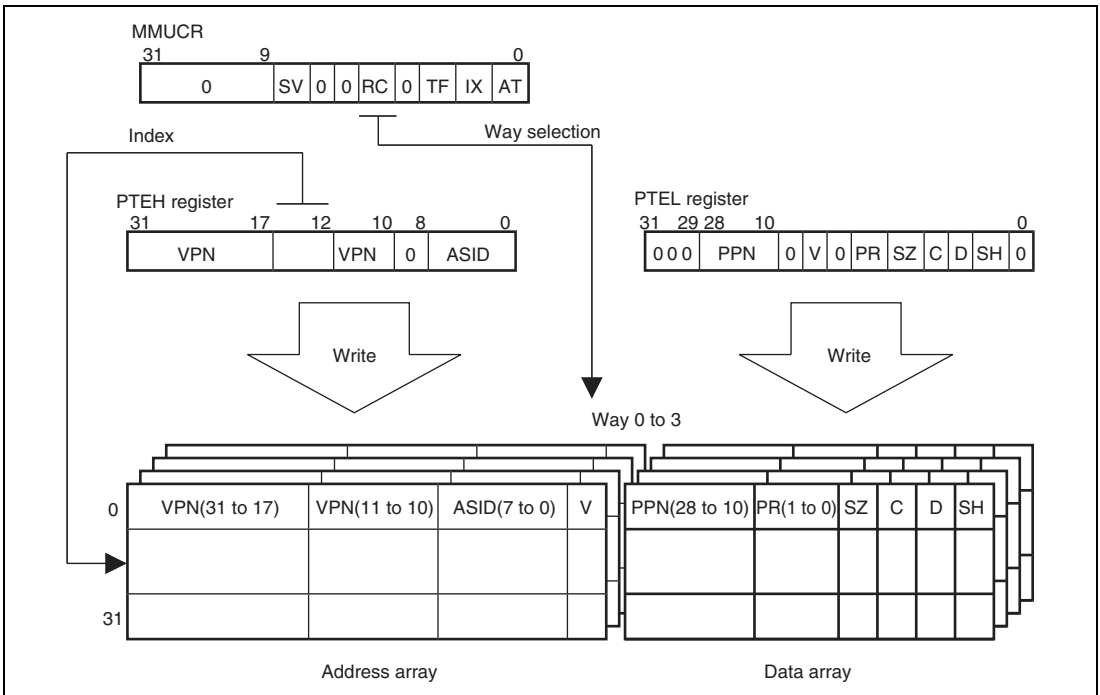 MMUCR
31 9 0
0 SV 0 0 RC 0 TF IX AT
Index
Way selection
PTEH register
31 17 12 10 8 0
VPN VPN 0 ASID
PTEL register
31 29 28 10 0
0 0 0 PPN 0 V 0 PR SZ C D SH 0
Write
Write
Way 0 to 3
0 VPN(31 to 17) VPN(11 to 10) ASID(7 to 0) V
PPN(28 to 10) PR(1 to 0) SZ C D SH
31
Address array
Data array